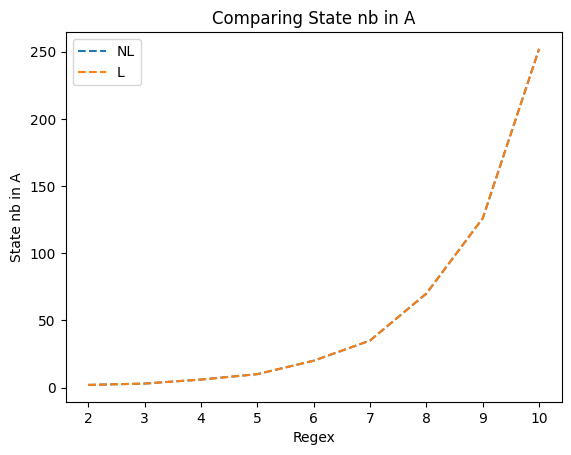 Comparing State nb in A
NL
L
250
200
150
100
50
0
State nb in A
2 3 4 5 6 7 8 9 10
Regex